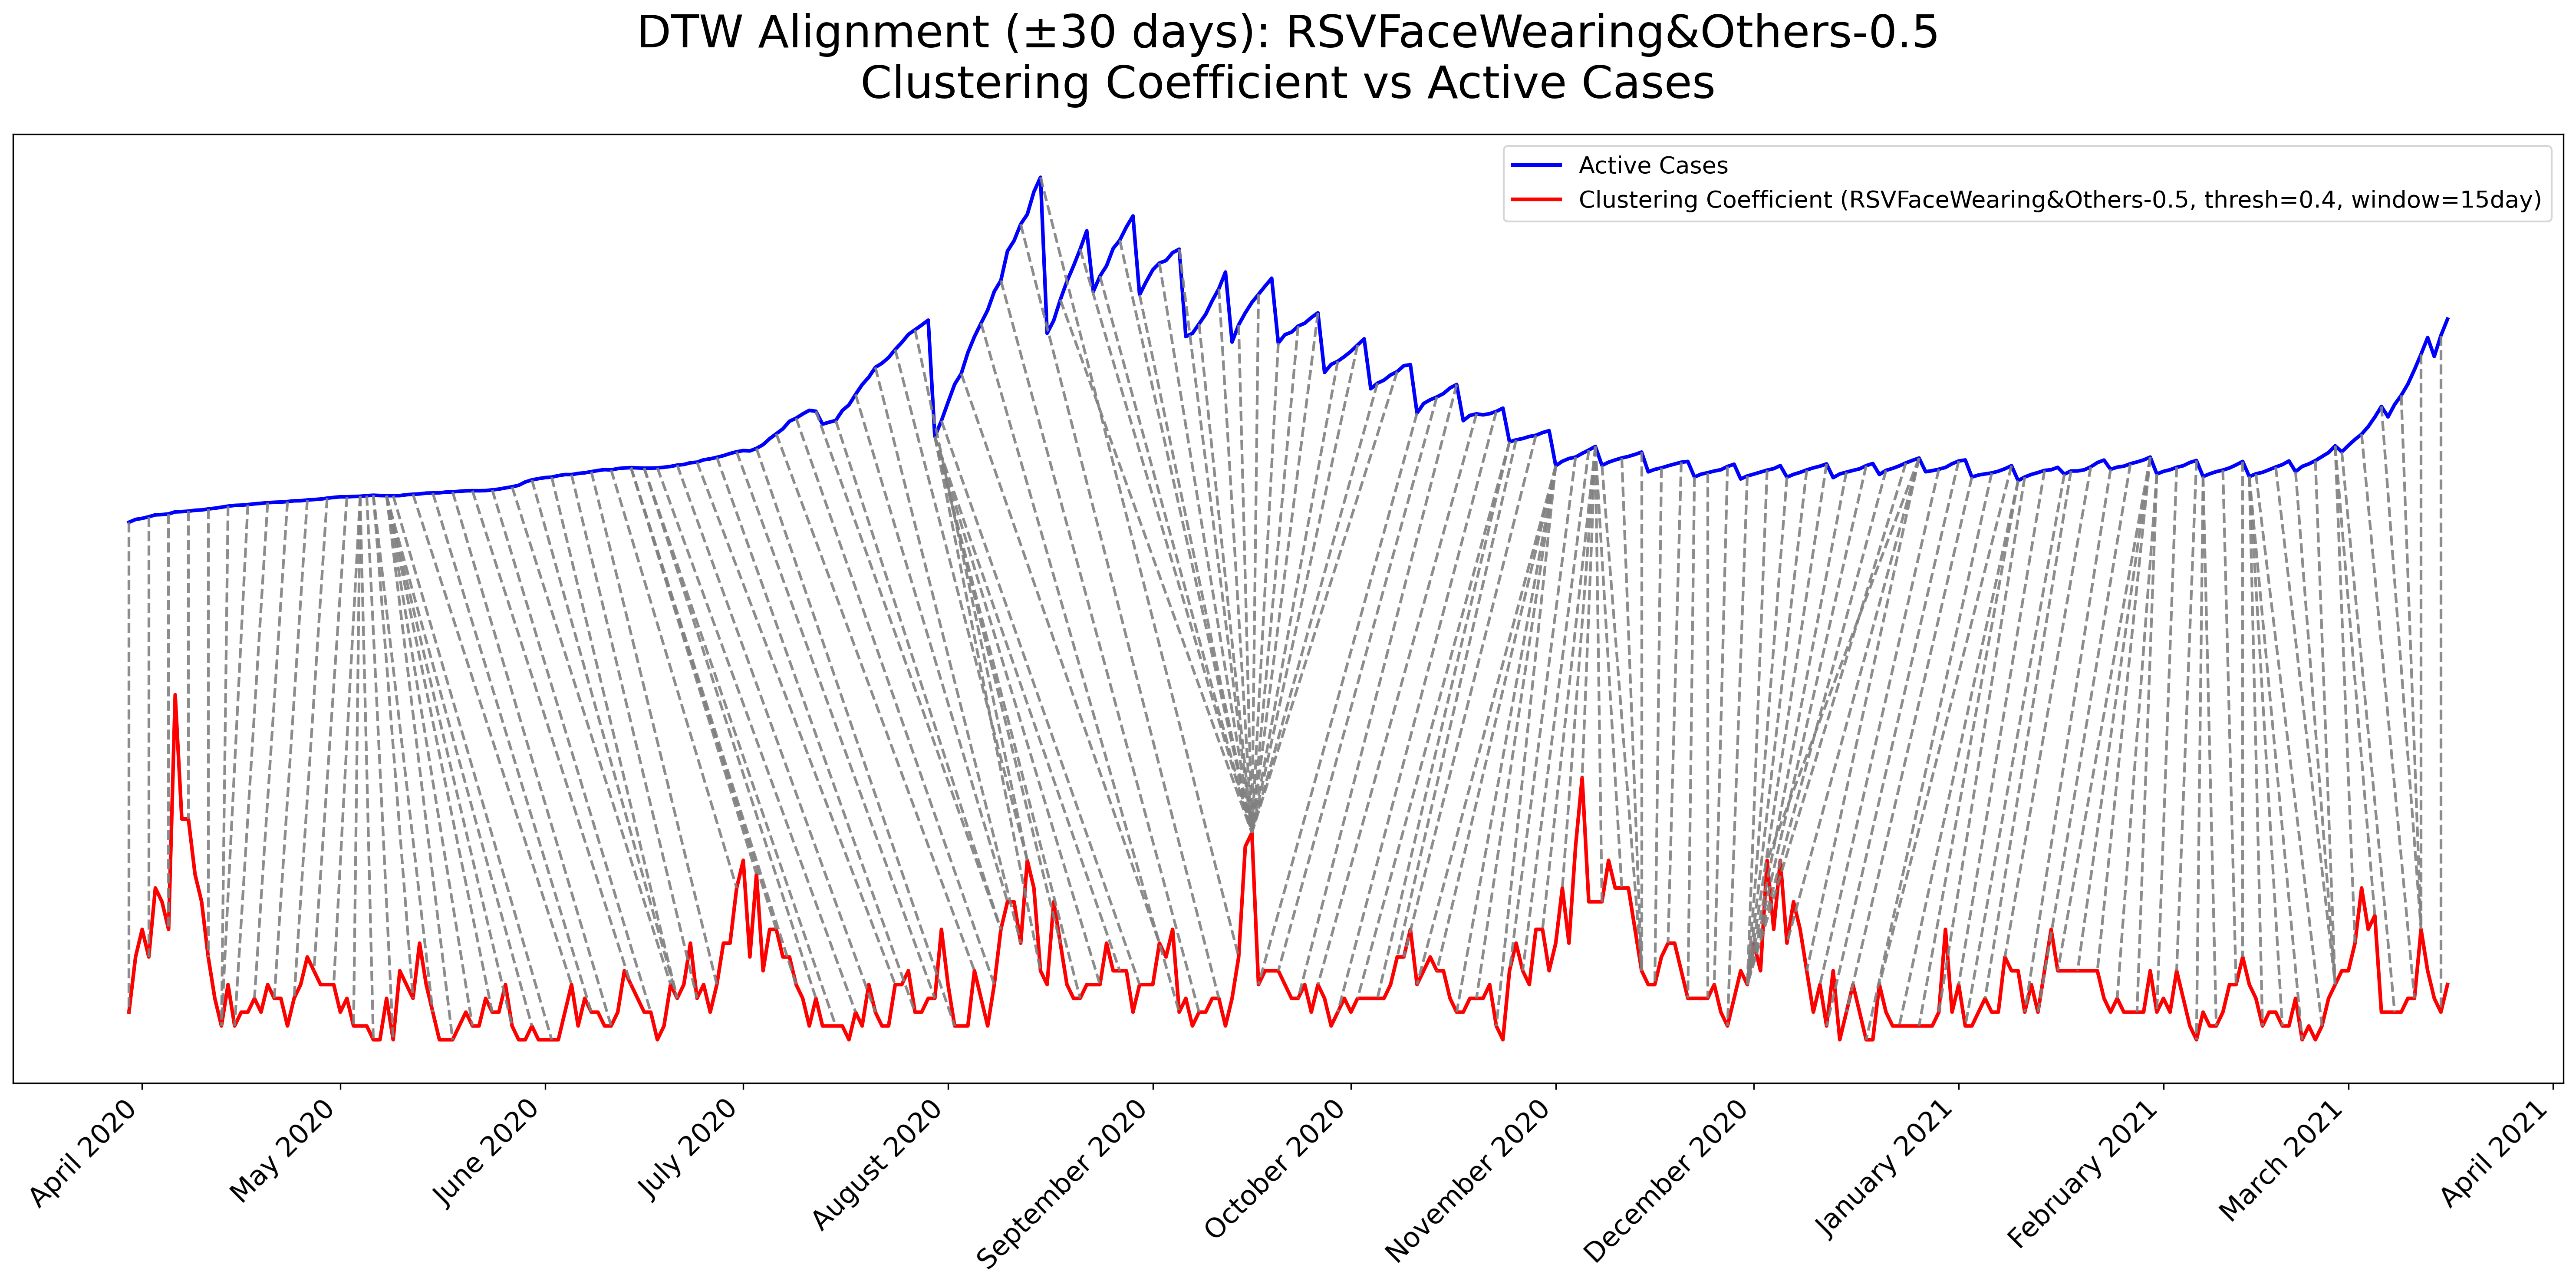 DTW Alignment (±30 days): RSVFaceWearing&Others-0.5
Clustering Coefficient vs Active Cases
Active Cases
Clustering Coefficient (RSVFaceWearing&Others-0.5, thresh=0.4, window=15day)
April 2020
May 2020
June 2020
July 2020
August 2020
September 2020
October 2020
November 2020
December 2020
January 2021
February 2021
March 2021
April 2021